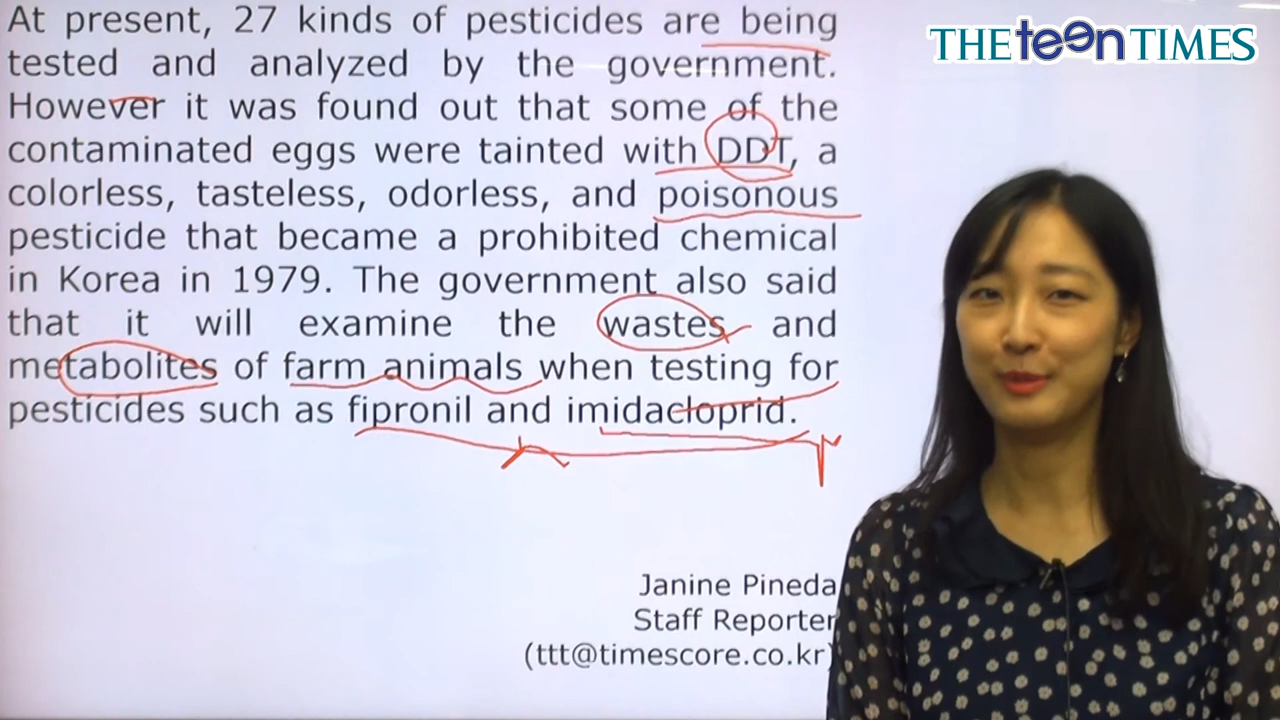 At present, 27 kinds of pesticides are being
tested and analyzed by the government.
However it was found out that some of the
contaminated eggs were tainted with DDT, a
colorless, tasteless, odorless, and poisonous
pesticide that became a prohibited chemical
in Korea in 1979. The government also said
that it will examine the wastes and
metabolites of farm animals when testing for
pesticides such as fipronil and imidacloprid.
Janine Pineda
Staff Reporter
(ttt@timescore.co.kr)
THE teen TIMES